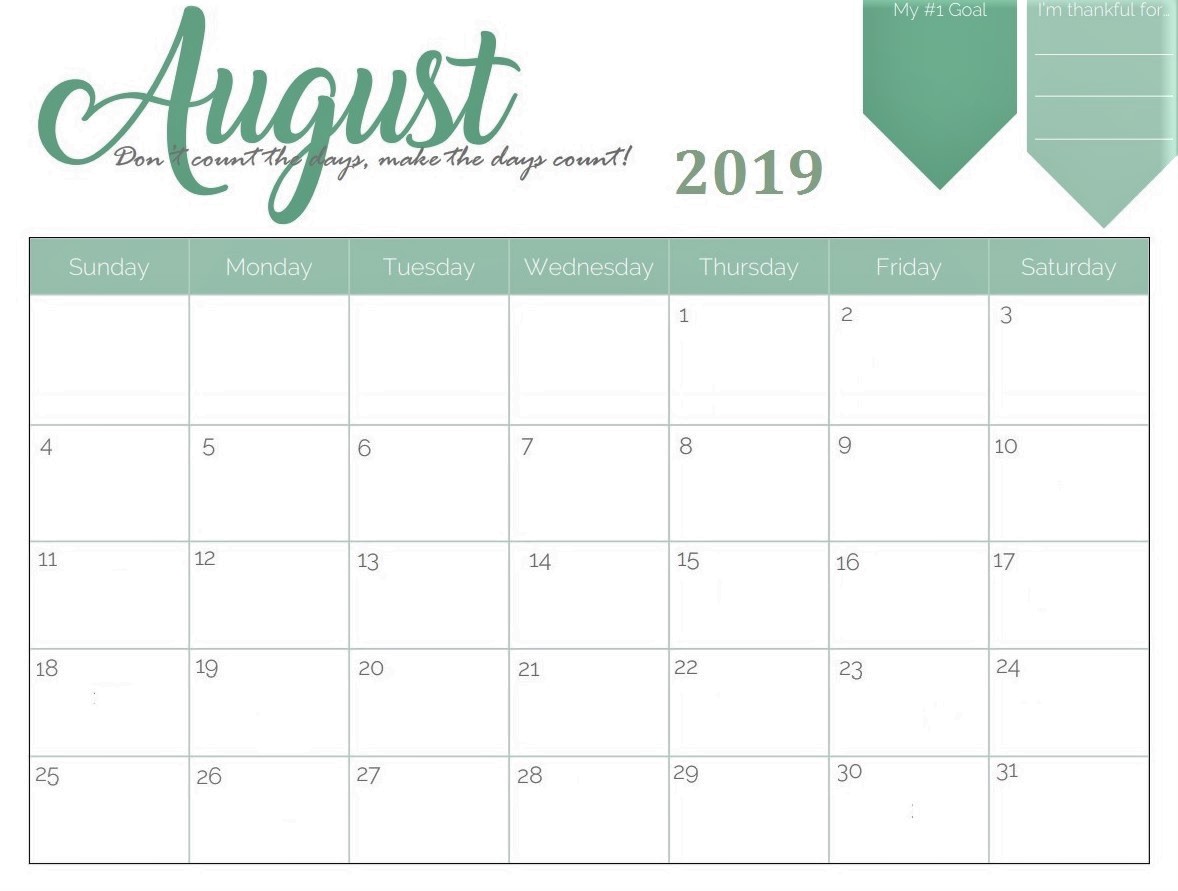 August
Don't count the days, make the days count!
2019
My #1 Goal
I'm thankful for...
Sunday Monday Tuesday Wednesday Thursday Friday Saturday
1 2 3
4 5 6 7 8 9 10
11 12 13 14 15 16 17
18 19 20 21 22 23 24
25 26 27 28 29 30 31